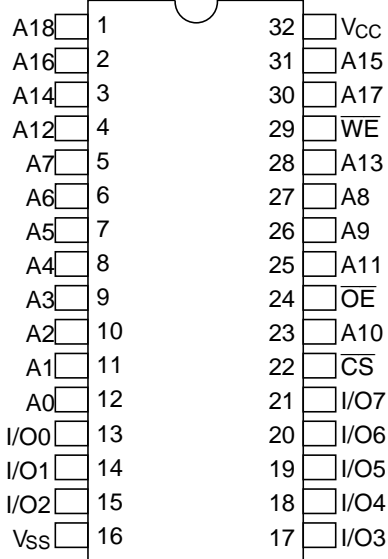 A18 1 32 VCC
A16 2 31 A15
A14 3 30 A17
A12 4 29 W̅E̅
A7 5 28 A13
A6 6 27 A8
A5 7 26 A9
A4 8 25 A11
A3 9 24 O̅E̅
A2 10 23 A10
A1 11 22 C̅S̅
A0 12 21 I/O7
I/O0 13 20 I/O6
I/O1 14 19 I/O5
I/O2 15 18 I/O4
VSS 16 17 I/O3